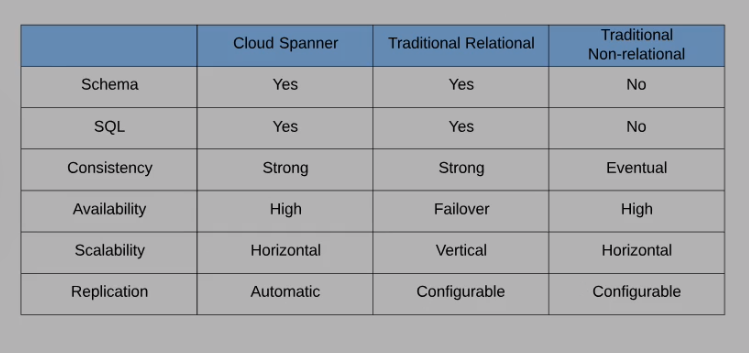 Cloud Spanner Traditional Relational Traditional Non-relational
Schema Yes Yes No
SQL Yes Yes No
Consistency Strong Strong Eventual
Availability High Failover High
Scalability Horizontal Vertical Horizontal
Replication Automatic Configurable Configurable